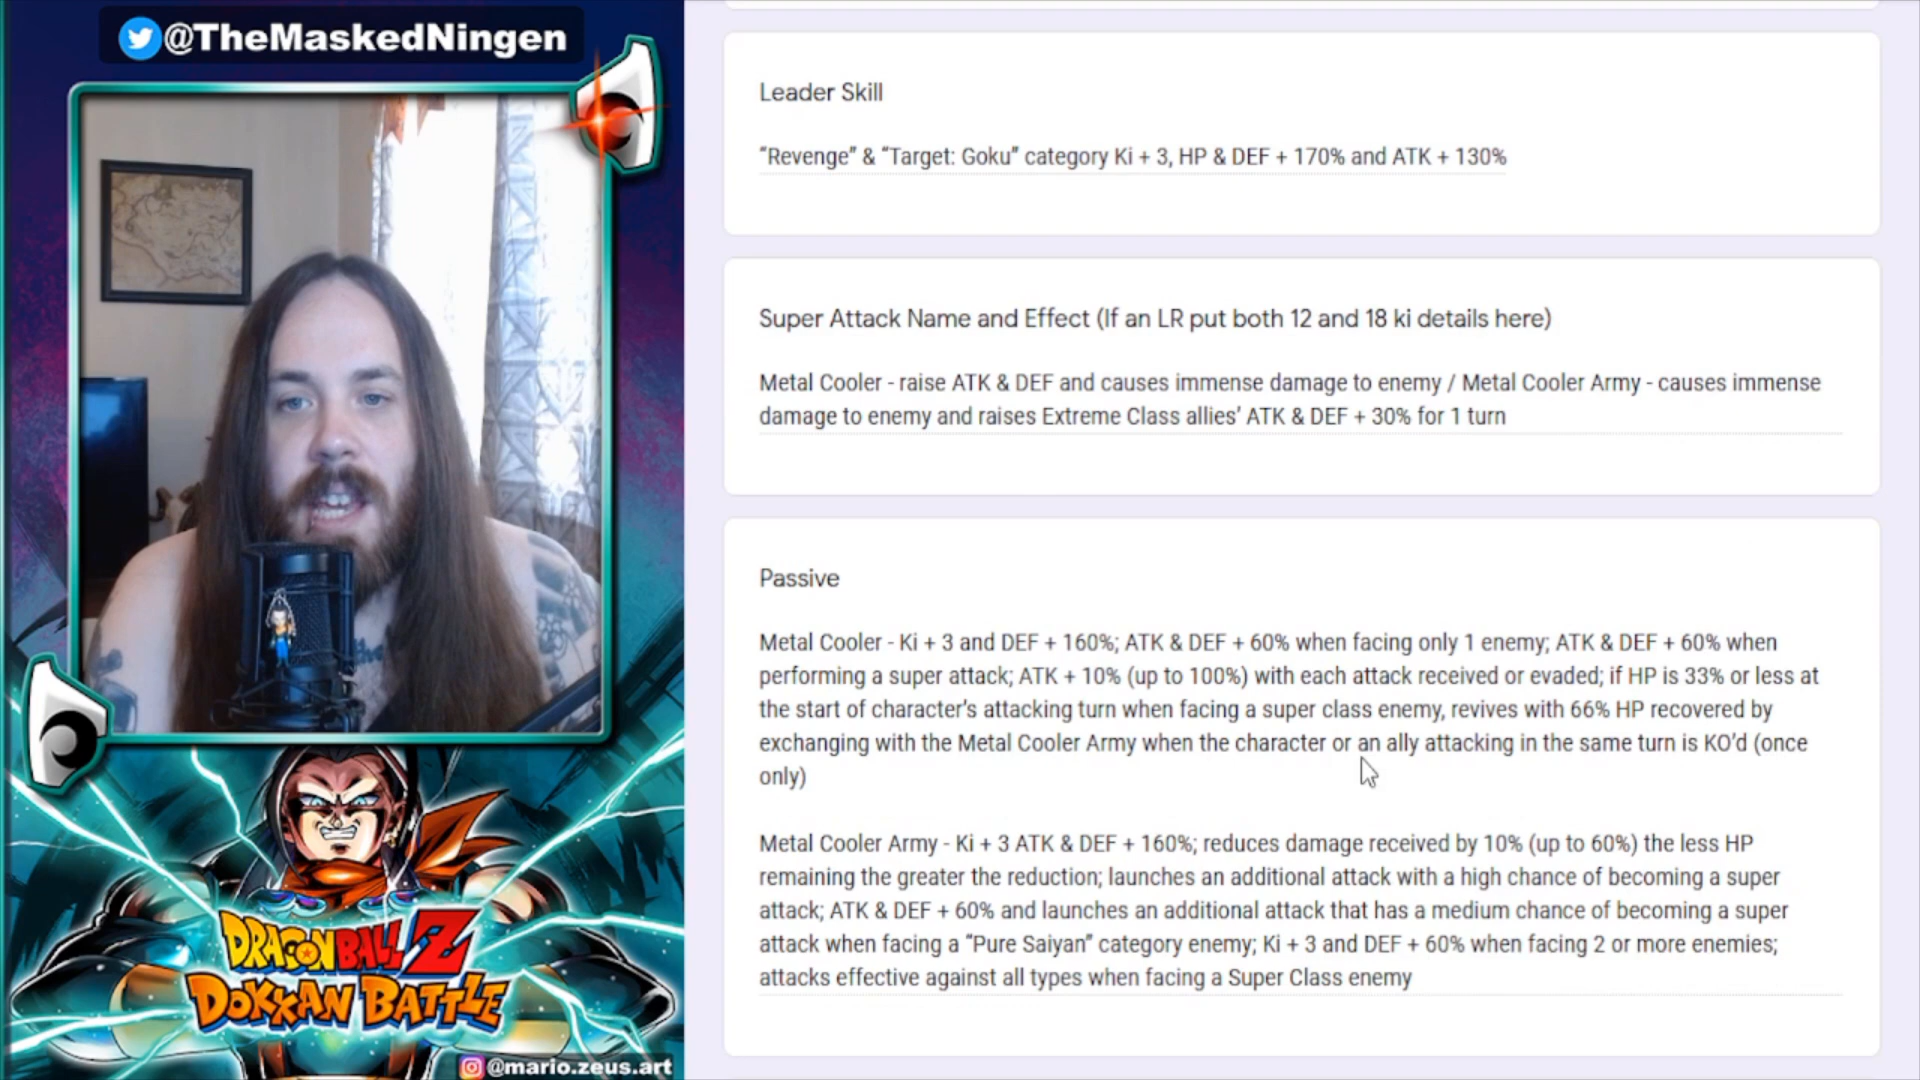 @TheMaskedNingen
Leader Skill
“Revenge” & “Target: Goku” category Ki + 3, HP & DEF + 170% and ATK + 130%
Super Attack Name and Effect (If an LR put both 12 and 18 ki details here)
Metal Cooler - raise ATK & DEF and causes immense damage to enemy / Metal Cooler Army - causes immense
damage to enemy and raises Extreme Class allies’ ATK & DEF + 30% for 1 turn
Passive
Metal Cooler - Ki + 3 and DEF + 160%; ATK & DEF + 60% when facing only 1 enemy; ATK & DEF + 60% when
performing a super attack; ATK + 10% (up to 100%) with each attack received or evaded; if HP is 33% or less at
the start of character’s attacking turn when facing a super class enemy, revives with 66% HP recovered by
exchanging with the Metal Cooler Army when the character or an ally attacking in the same turn is KO’d (once
only)
Metal Cooler Army - Ki + 3 ATK & DEF + 160%; reduces damage received by 10% (up to 60%) the less HP
remaining the greater the reduction; launches an additional attack with a high chance of becoming a super
attack; ATK & DEF + 60% and launches an additional attack that has a medium chance of becoming a super
attack when facing a “Pure Saiyan” category enemy; Ki + 3 and DEF + 60% when facing 2 or more enemies;
attacks effective against all types when facing a Super Class enemy
DRAGONBALL Z
DOKKAN BATTLE
@mario.zeus.art